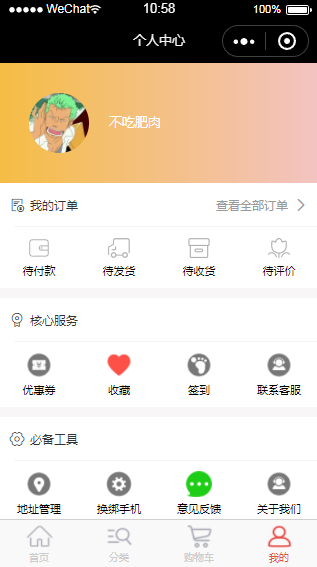 WeChat 10:58 100%
个人中心
不吃肥肉
我的订单 查看全部订单
待付款 待发货 待收货 待评价
核心服务
优惠券 收藏 签到 联系客服
必备工具
地址管理 换绑手机 意见反馈 关于我们
首页 分类 购物车 我的